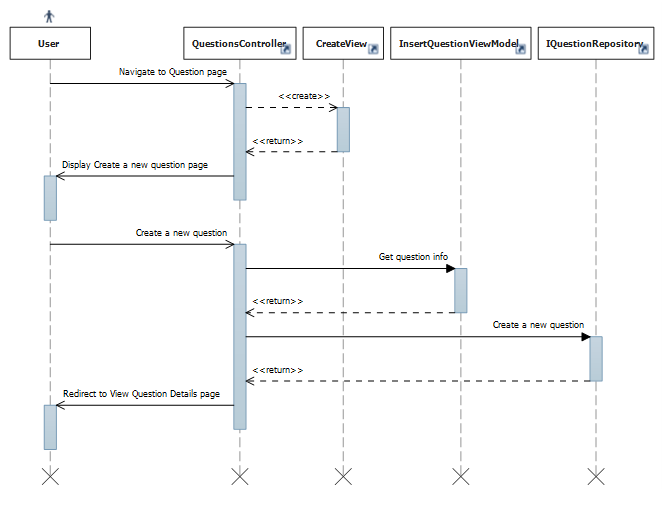 User
QuestionsController
CreateView
InsertQuestionViewModel
IQuestionRepository
Navigate to Question page
<<create>>
<<return>>
Display Create a new question page
Create a new question
Get question info
<<return>>
Create a new question
<<return>>
Redirect to View Question Details page